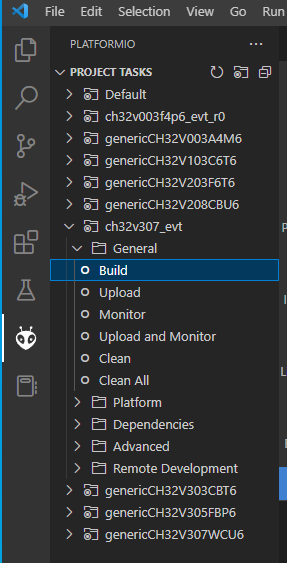 File Edit Selection View Go Run
PLATFORMIO
PROJECT TASKS
Default
ch32v003f4p6_evt_r0
genericCH32V003A4M6
genericCH32V103C6T6
genericCH32V203F6T6
genericCH32V208CBU6
ch32v307_evt
General
Build
Upload
Monitor
Upload and Monitor
Clean
Clean All
Platform
Dependencies
Advanced
Remote Development
genericCH32V303CBT6
genericCH32V305FBP6
genericCH32V307WCU6